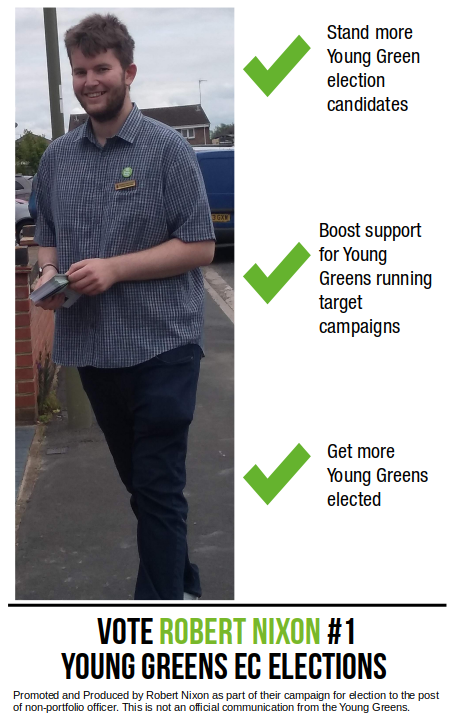 Stand more
Young Green
election
candidates
Boost support
for Young
Greens running
target
campaigns
Get more
Young Greens
elected
VOTE ROBERT NIXON #1
YOUNG GREENS EC ELECTIONS
Promoted and Produced by Robert Nixon as part of their campaign for election to the post
of non-portfolio officer. This is not an official communication from the Young Greens.